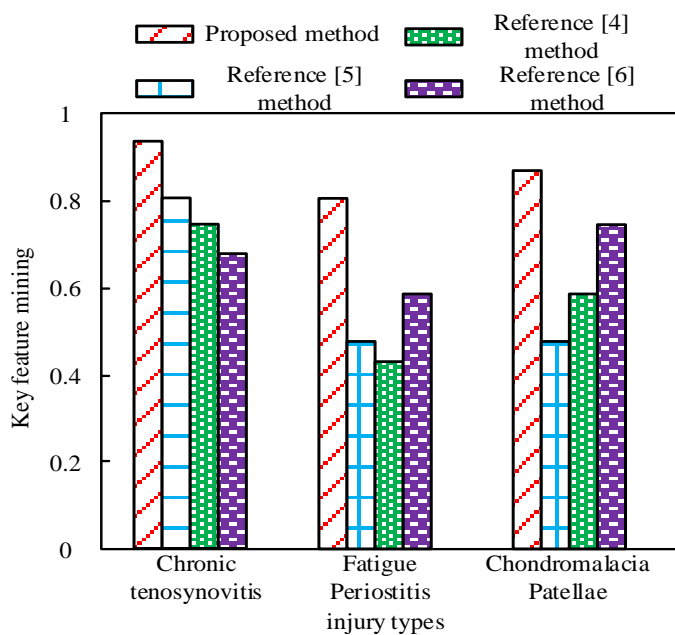 Proposed method
Reference [4]
method
Reference [5]
method
Reference [6]
method
1
0.8
0.6
0.4
0.2
0
Key feature mining
Chronic
tenosynovitis
Fatigue
Periostitis
Chondromalacia
Patellae
injury types